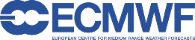 ECMWF
EUROPEAN CENTRE FOR MEDIUM RANGE WEATHER FORECASTS